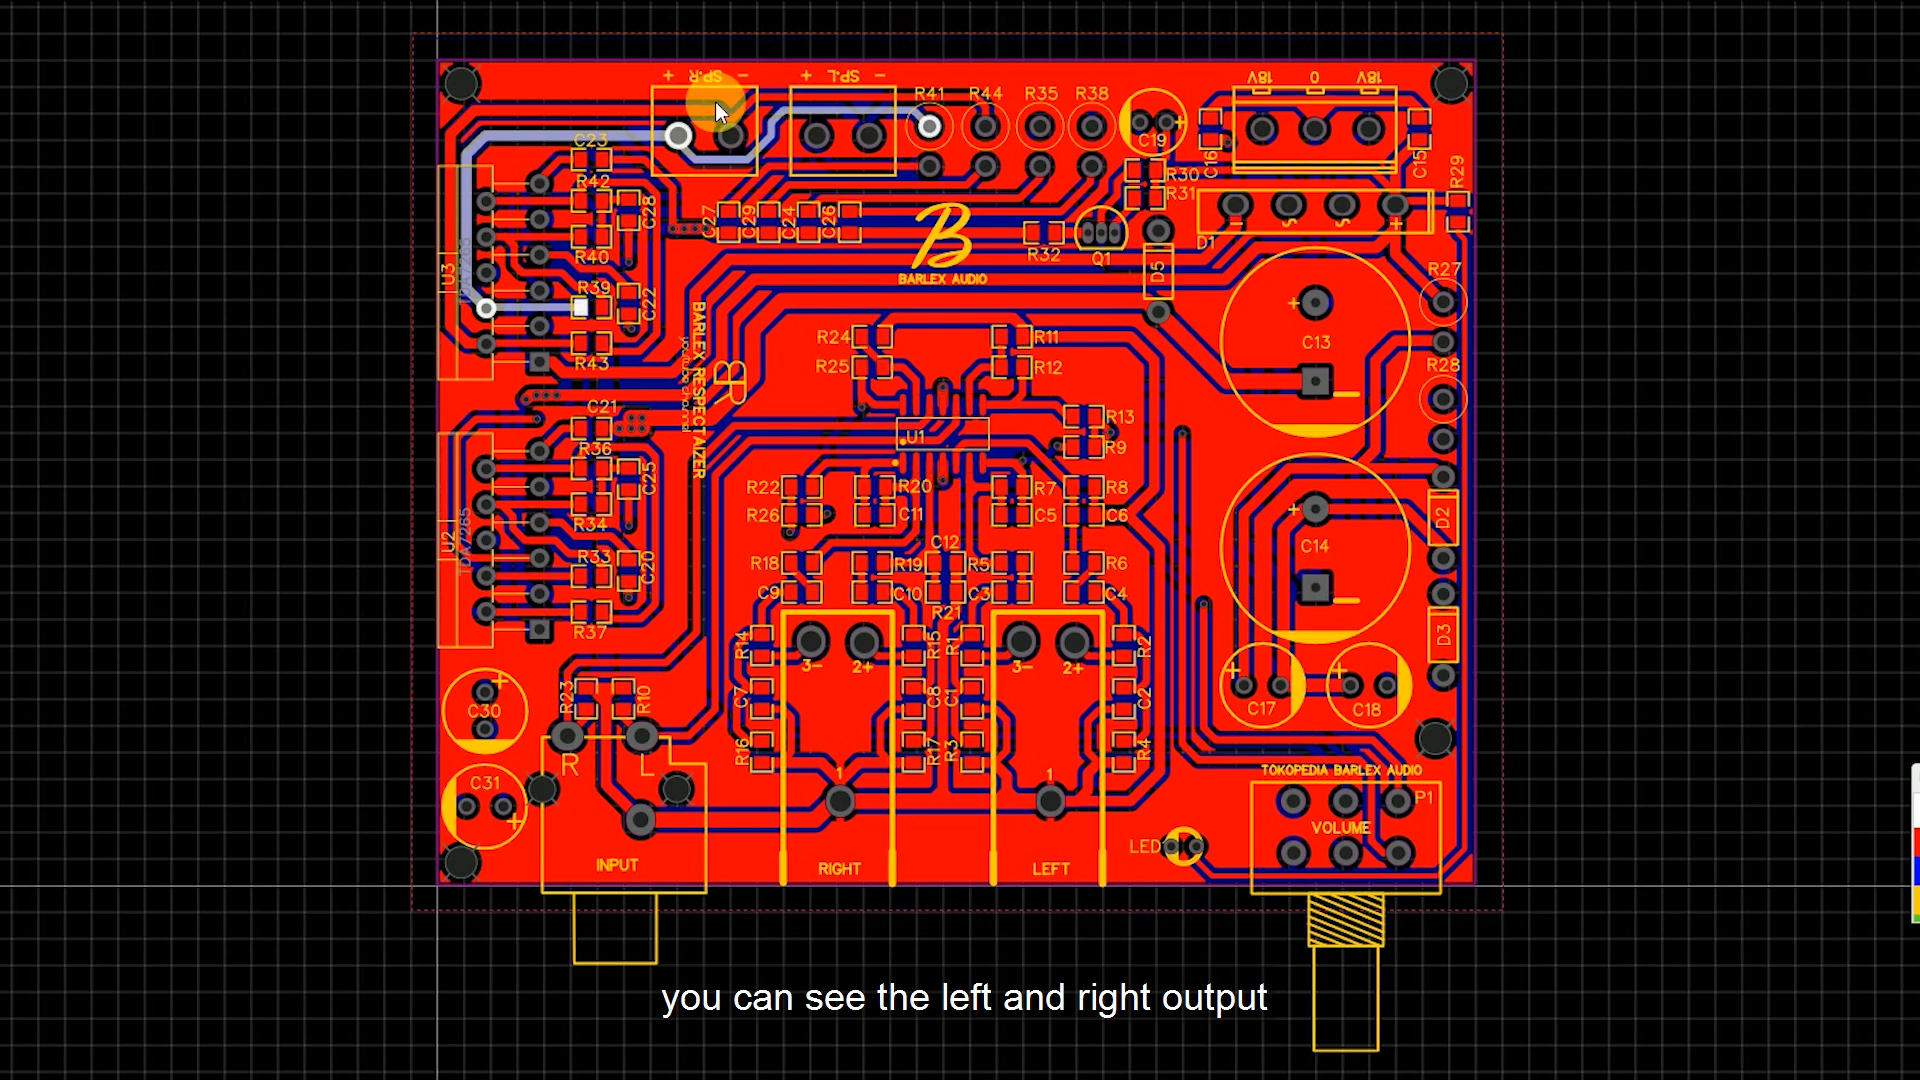 + SP.R -
+ SP.L -
18V 0 18V
R41 R44 R35 R38
C19
C16
C15
R29
C23
R42
C28
R30
R31
C27
C29
C24
C26
R32
Q1
D1
D5
B
BARLEX AUDIO
R40
U3
R39
C22
R43
R27
C13
R28
BARLEX RESPECT AIZER
R24
R25
R11
R12
R13
R9
U1
C21
R36
C25
R34
U2
TDA7265
R33
C20
R37
R22
R26
R20
C11
R7
C5
R8
C6
C12
R18
C9
R19
C10
R5
C3
R21
R6
C4
C14
D2
D3
R14
3- 2+
R15
R1
3- 2+
R2
C7
C8
C1
C2
R16
R17
R3
R4
1
1
C17
C18
C30
C31
R23
R10
R L
INPUT
RIGHT
LEFT
LED
TOKOPEDIA BARLEX AUDIO
P1
VOLUME
you can see the left and right output